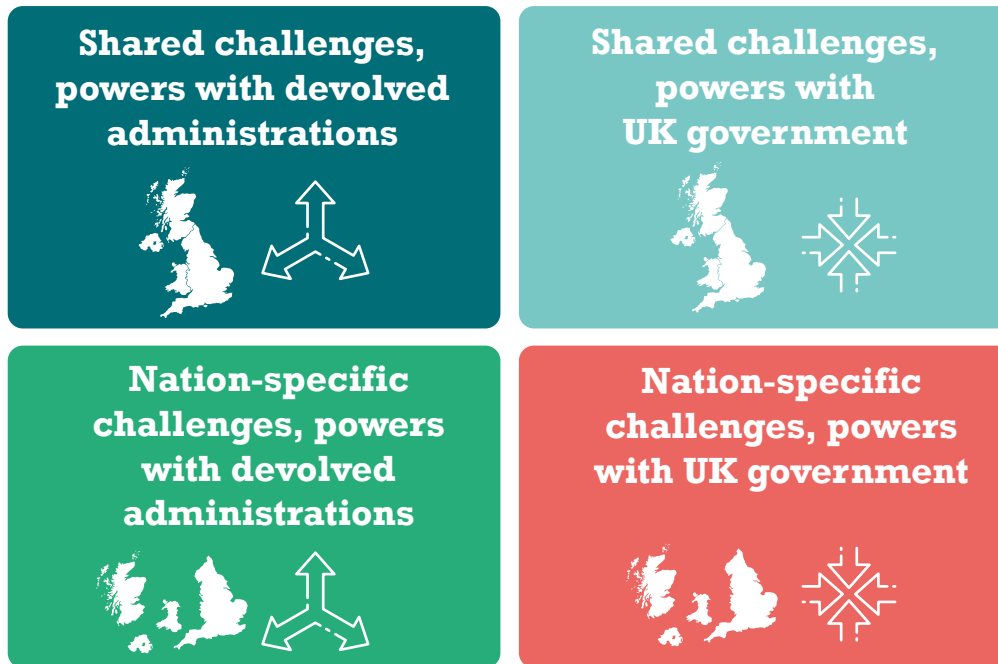 Shared challenges,
powers with devolved
administrations
Shared challenges,
powers with
UK government
Nation-specific
challenges, powers
with devolved
administrations
Nation-specific
challenges, powers
with UK government